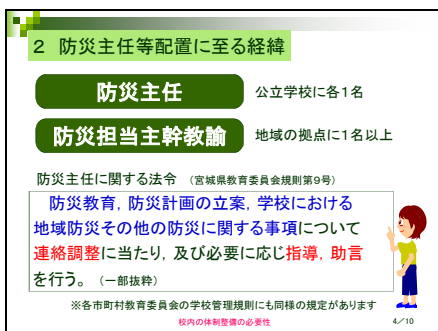 2 防災主任等配置に至る経緯
防災主任 公立学校に各1名
防災担当主幹教諭 地域の拠点に1名以上
防災主任に関する法令 (宮城県教育委員会規則第9号)
防災教育,防災計画の立案,学校における
地域防災その他の防災に関する事項について
連絡調整に当たり,及び必要に応じ指導,助言
を行う。(一部抜粋)
※各市町村教育委員会の学校管理規則にも同様の規定があります
校内の体制整備の必要性 4/10